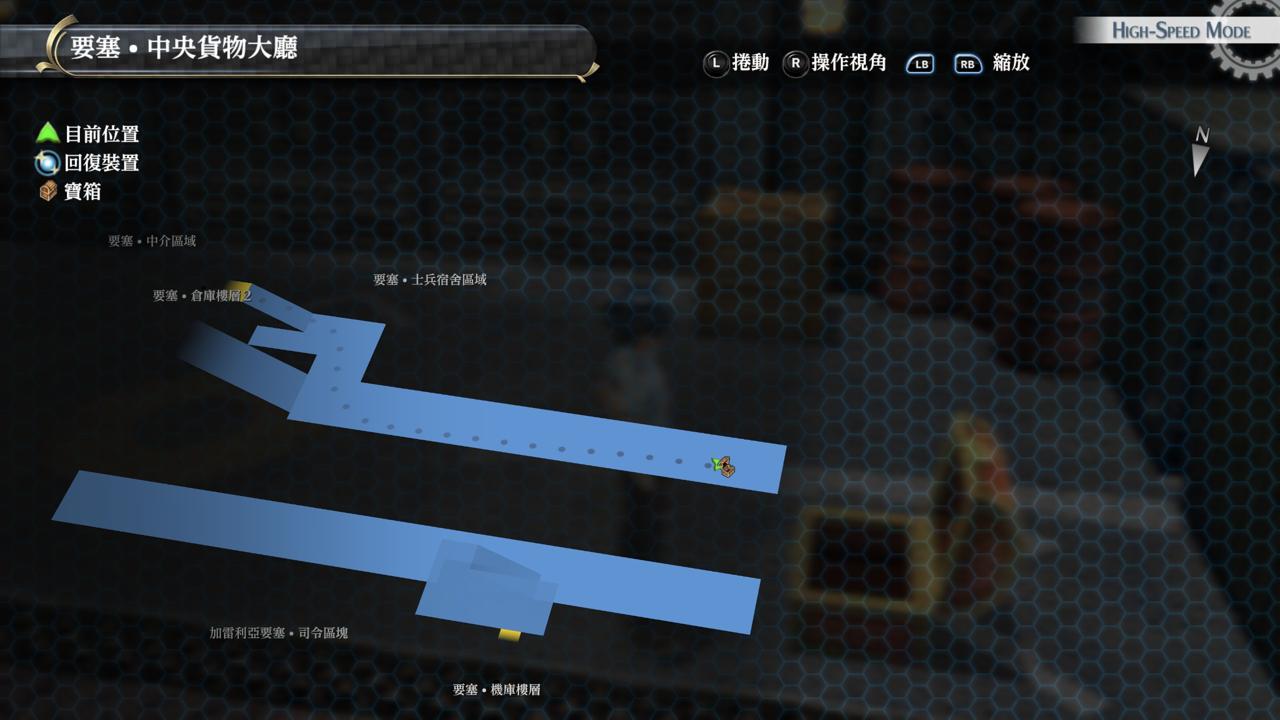 要塞•中央貨物大廳
HIGH-SPEED MODE
L 捲動 R 操作視角 LB RB 縮放
目前位置
回復裝置
寶箱
N
要塞•中介區域
要塞•士兵宿舍區域
要塞•倉庫樓層2
加雷利亞要塞•司令區塊
要塞•機庫樓層